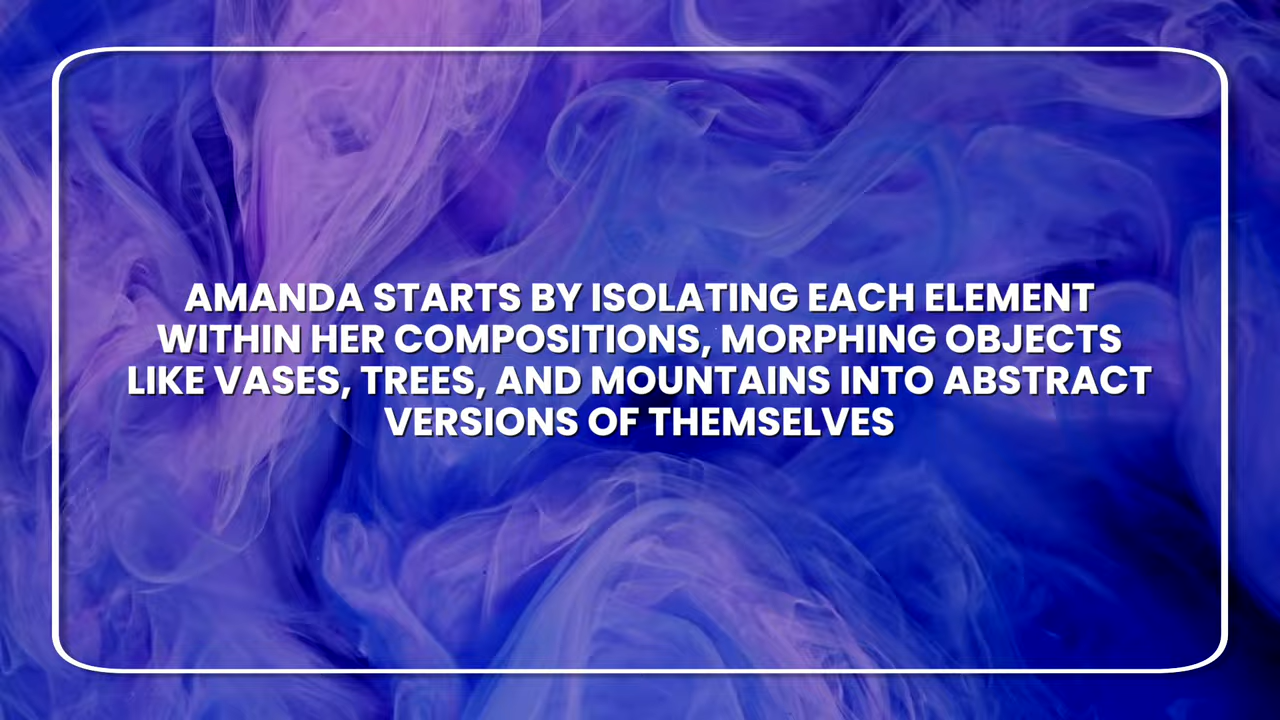 AMANDA STARTS BY ISOLATING EACH ELEMENT
WITHIN HER COMPOSITIONS, MORPHING OBJECTS
LIKE VASES, TREES, AND MOUNTAINS INTO ABSTRACT
VERSIONS OF THEMSELVES